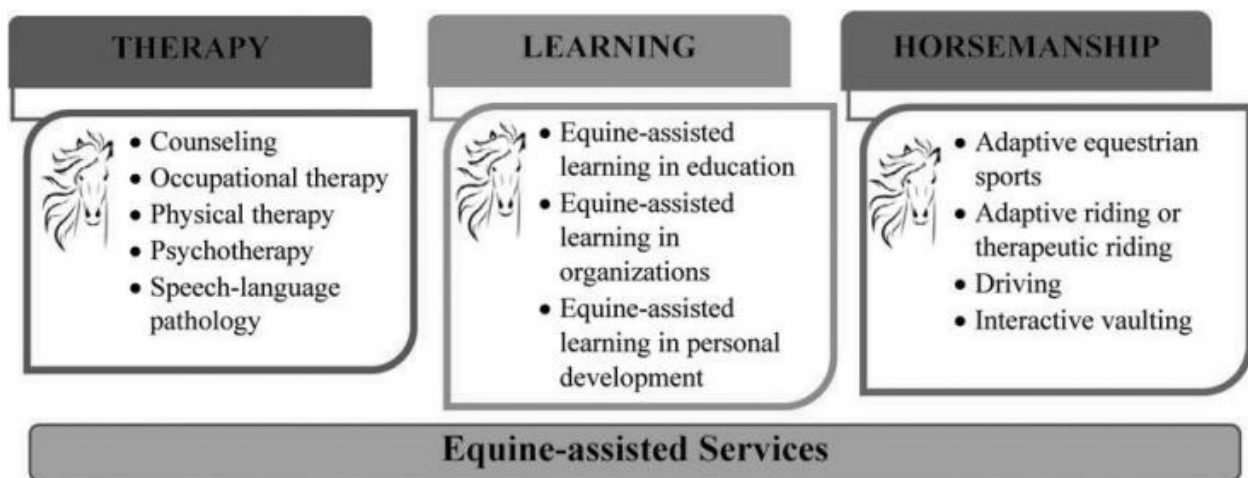 THERAPY
• Counseling
• Occupational therapy
• Physical therapy
• Psychotherapy
• Speech-language
pathology
LEARNING
• Equine-assisted
learning in education
• Equine-assisted
learning in
organizations
• Equine-assisted
learning in personal
development
HORSEMANSHIP
• Adaptive equestrian
sports
• Adaptive riding or
therapeutic riding
• Driving
• Interactive vaulting
Equine-assisted Services